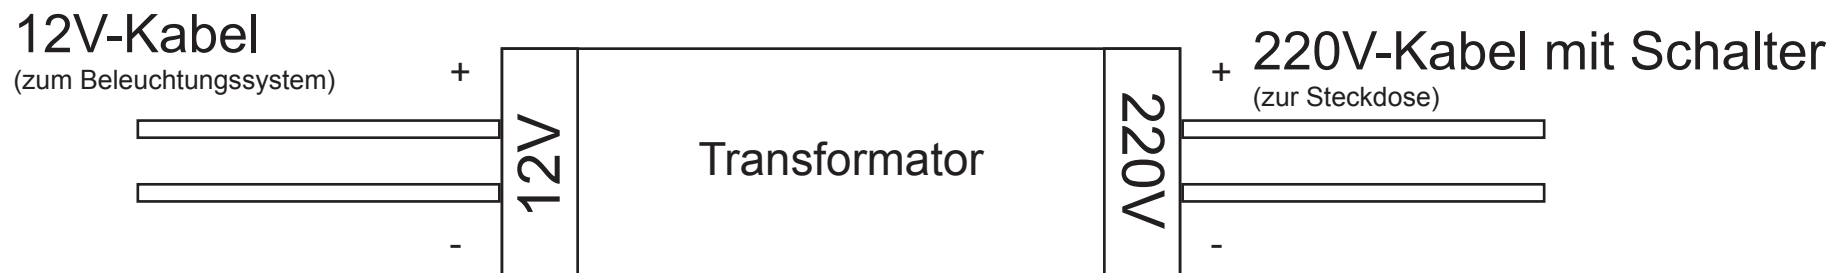 12V-Kabel
(zum Beleuchtungssystem)
+
-
12V
Transformator
220V
+
-
220V-Kabel mit Schalter
(zur Steckdose)